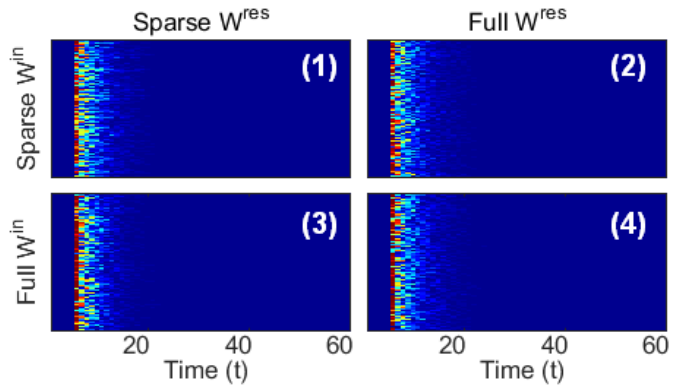 Sparse W^res Full W^res
Sparse W^in
(1) (2)
Full W^in
(3) (4)
20 40 60 20 40 60
Time (t) Time (t)